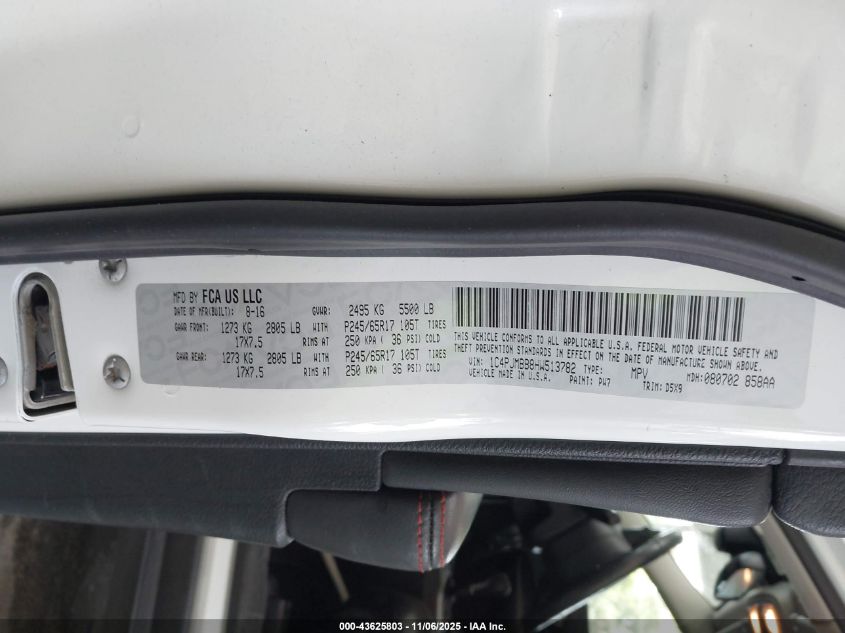 MFD BY FCA US LLC
DATE OF MFR(BUILT): 8-16 GVWR: 2495 KG 5500 LB
GAWR FRONT: 1273 KG 2805 LB WITH P245/65R17 105T TIRES
17X7.5 RIMS AT 250 KPA ( 36 PSI) COLD
GAWR REAR: 1273 KG 2805 LB WITH P245/65R17 105T TIRES
17X7.5 RIMS AT 250 KPA ( 36 PSI) COLD
THIS VEHICLE CONFORMS TO ALL APPLICABLE U.S.A. FEDERAL MOTOR VEHICLE SAFETY AND
THEFT PREVENTION STANDARDS IN EFFECT ON THE DATE OF MANUFACTURE SHOWN ABOVE.
VIN: 1C4PJMBB8HW513782 TYPE: MPV MDH: 080702 858AA
PAINT: PW7 TRIM: D5X9
000-43625803 - 11/06/2025 - IAA Inc.